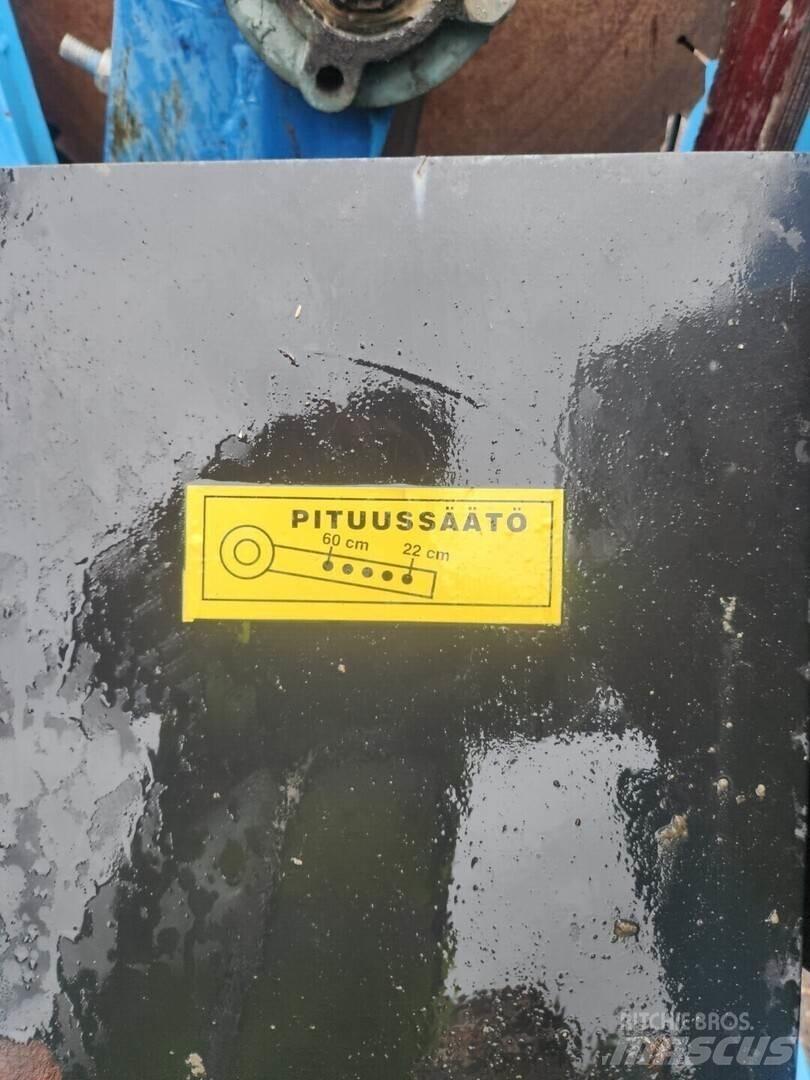 PITUUSSÄÄTÖ
60 cm 22 cm
RITCHIE BROS.
MASCUS